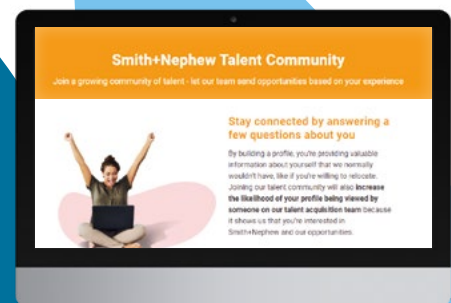 Smith+Nephew Talent Community
Join a growing community of talent - let our team send opportunities based on your experience
Stay connected by answering a
few questions about you
By building a profile, you're providing valuable
information about yourself that we normally
wouldn't have, like if you're willing to relocate.
Joining our talent community will also increase
the likelihood of your profile being viewed by
someone on our talent acquisition team because
it shows us that you're interested in
Smith+Nephew and our opportunities.